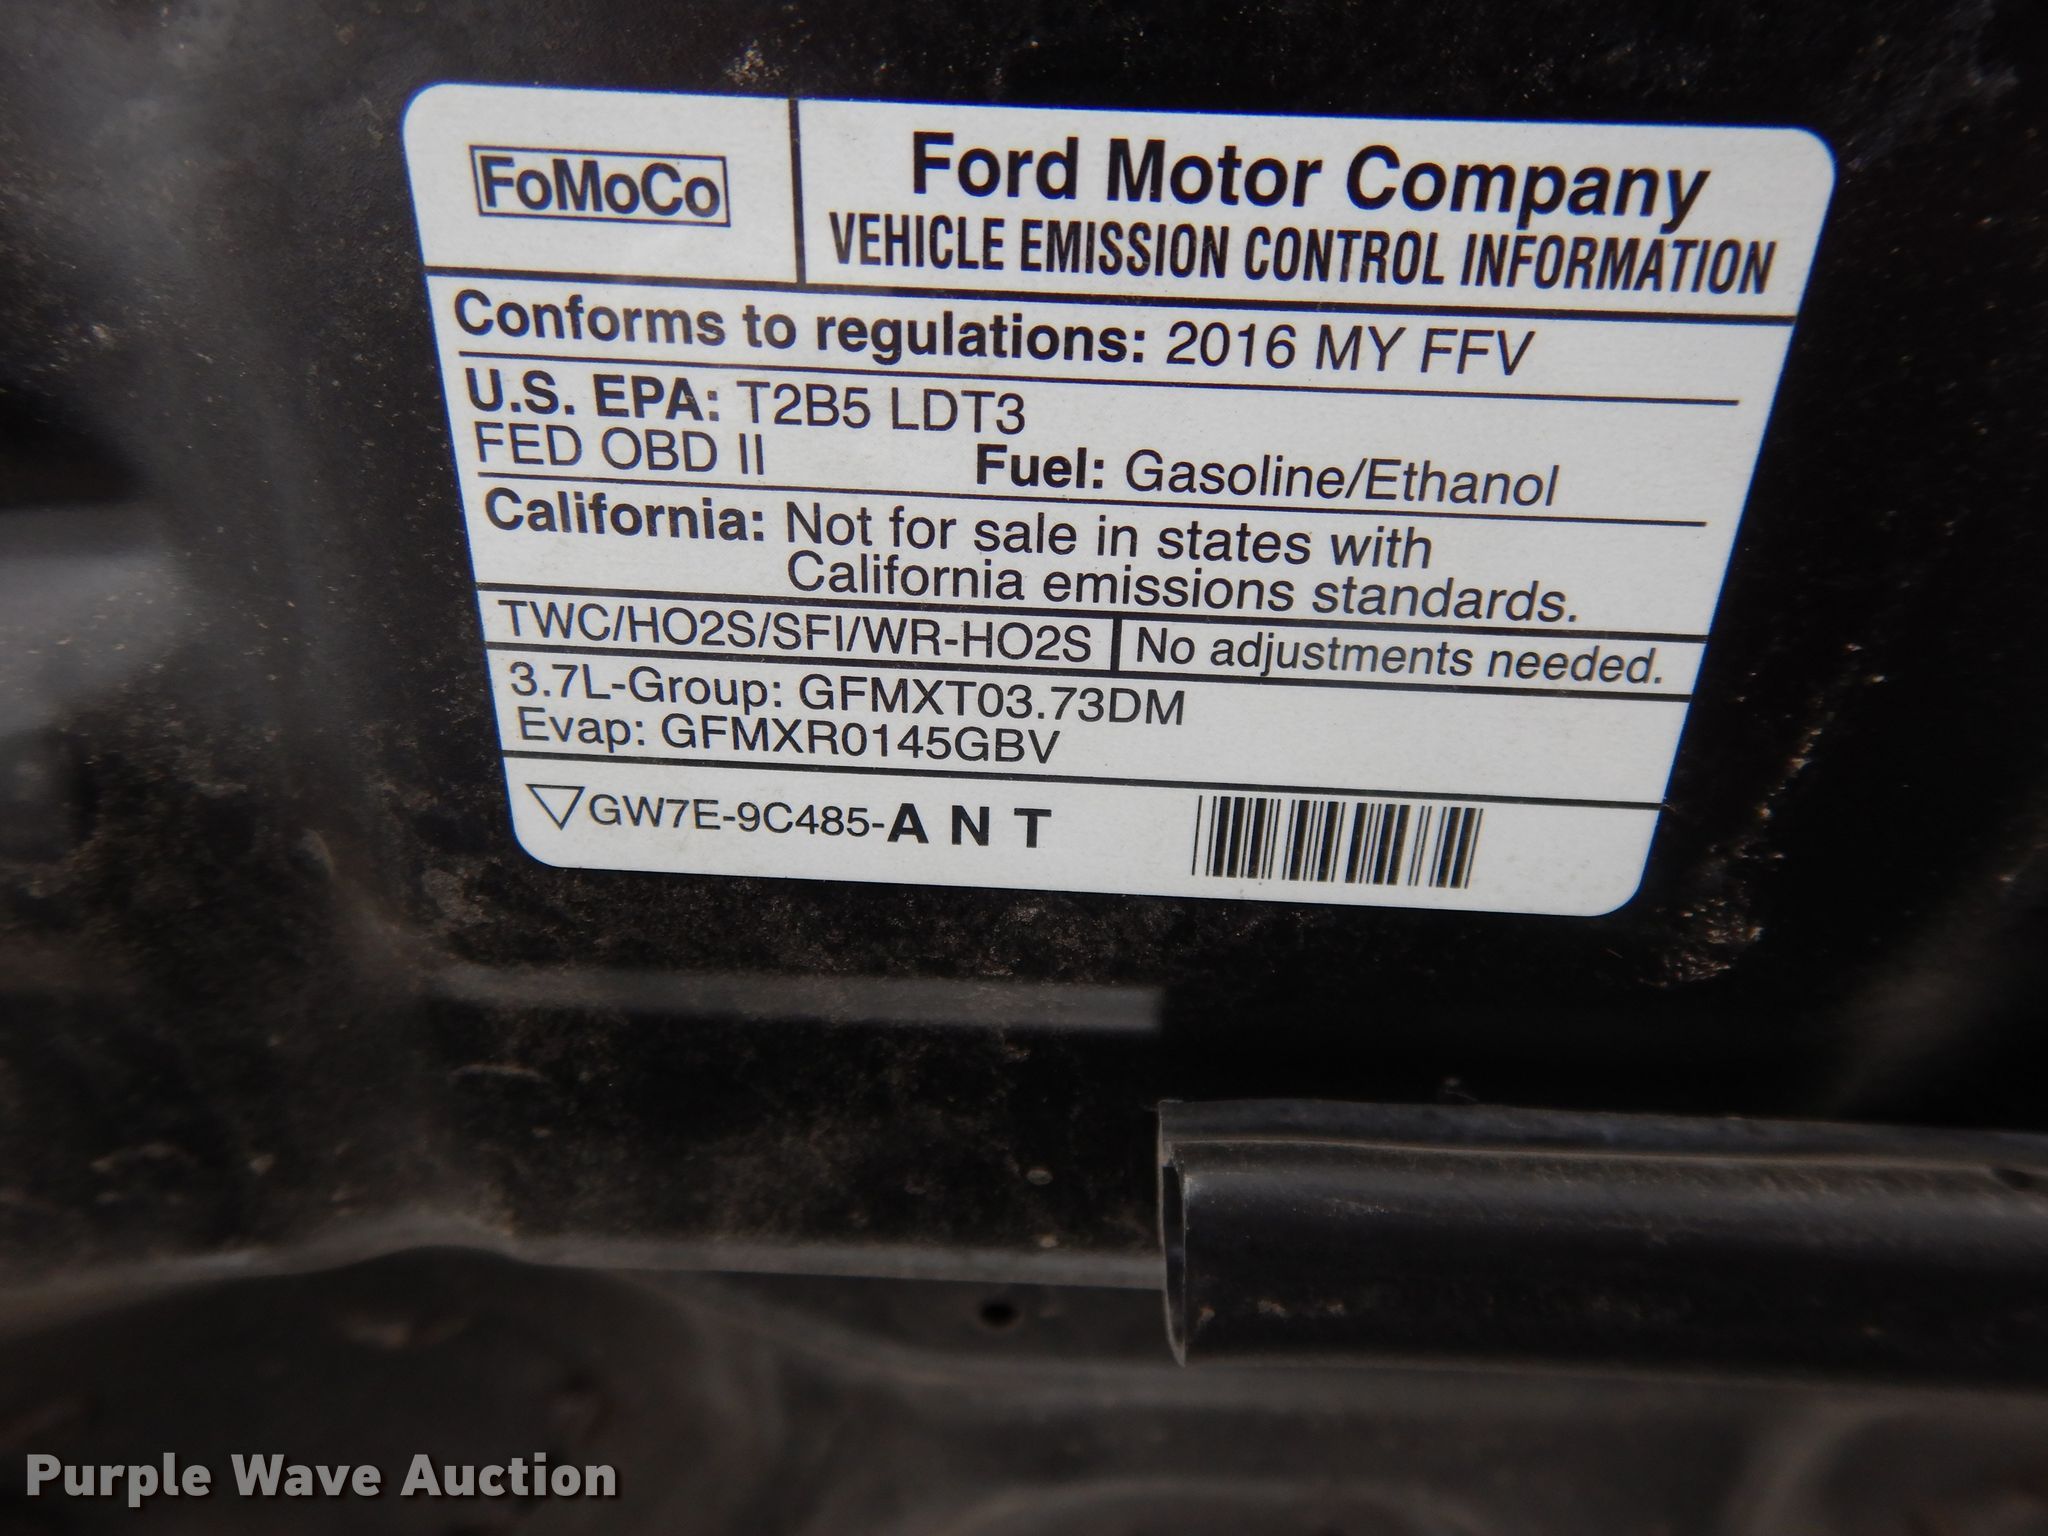 FoMoCo
Ford Motor Company
VEHICLE EMISSION CONTROL INFORMATION
Conforms to regulations: 2016 MY FFV
U.S. EPA: T2B5 LDT3
FED OBD II Fuel: Gasoline/Ethanol
California: Not for sale in states with
California emissions standards.
TWC/HO2S/SFI/WR-HO2S No adjustments needed.
3.7L-Group: GFMXT03.73DM
Evap: GFMXR0145GBV
GW7E-9C485-A N T
Purple Wave Auction